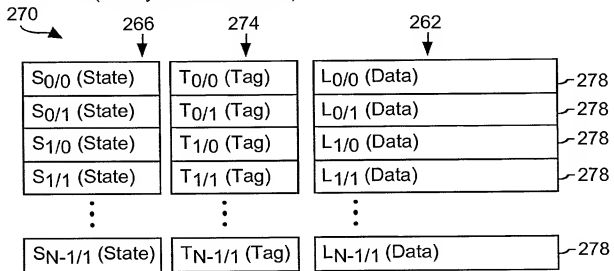 270
266
274
262
S0/0 (State) T0/0 (Tag) L0/0 (Data) 278
S0/1 (State) T0/1 (Tag) L0/1 (Data) 278
S1/0 (State) T1/0 (Tag) L1/0 (Data) 278
S1/1 (State) T1/1 (Tag) L1/1 (Data) 278
SN-1/1 (State) TN-1/1 (Tag) LN-1/1 (Data) 278